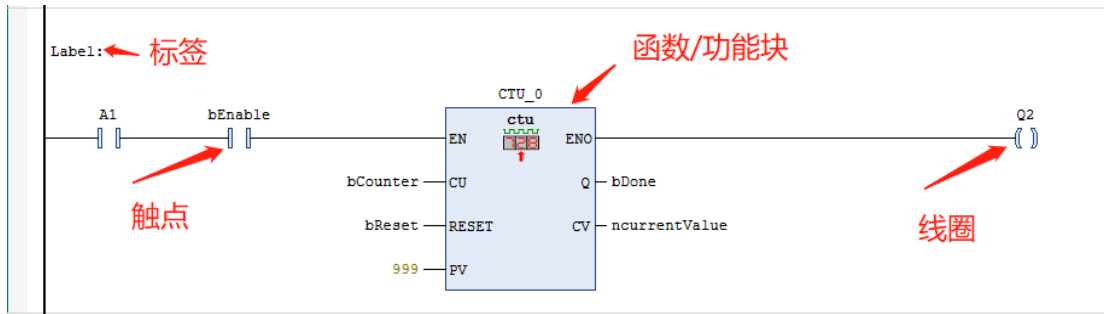 Label: 标签
函数/功能块
CTU_0
A1 bEnable ctu Q2
EN ENO
728
bCounter CU Q bDone
触点
bReset RESET CV ncurrentValue
线圈
999 PV